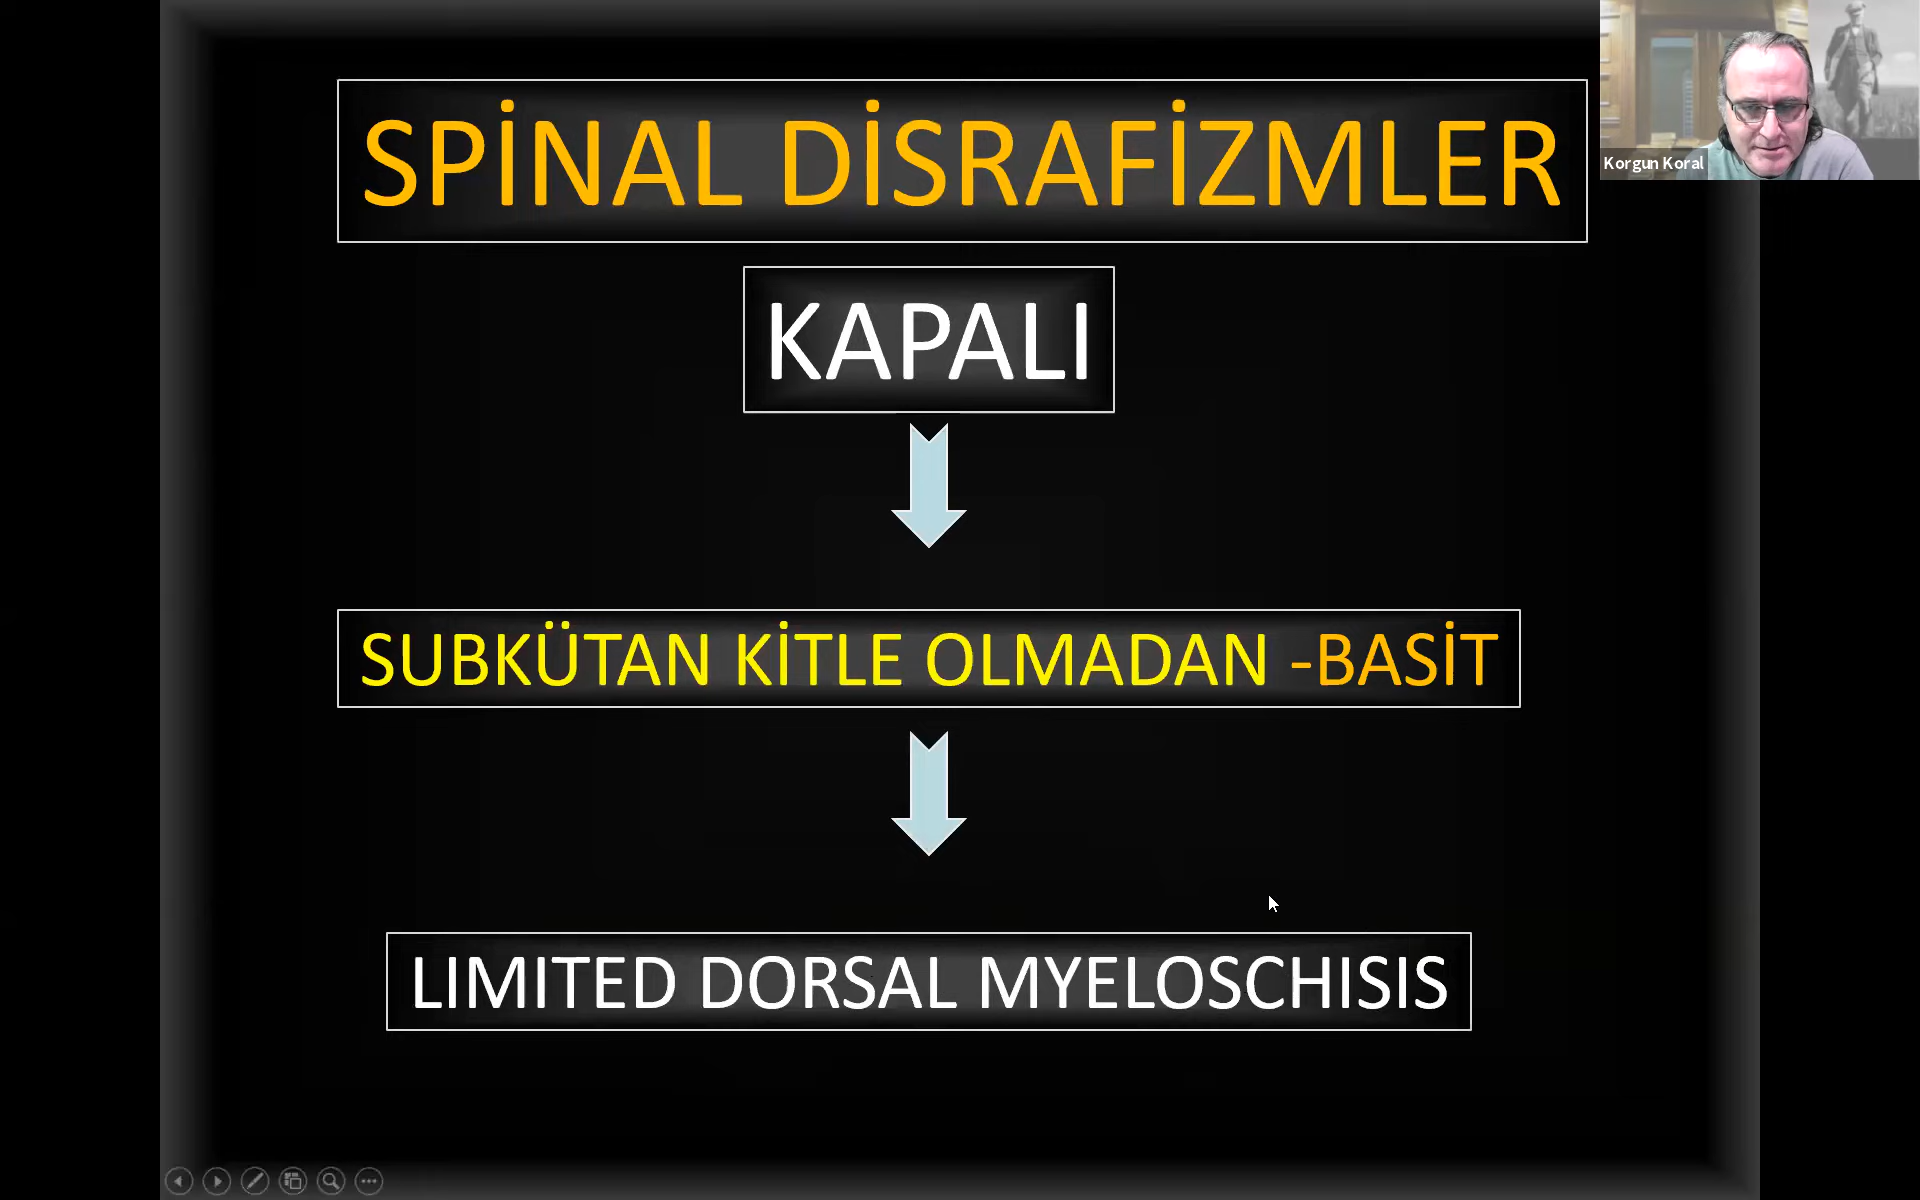 SPİNAL DİSRAFİZMLER
Korgun Koral
KAPALI
SUBKÜTAN KİTLE OLMADAN -BASİT
LIMITED DORSAL MYELOSCHISIS